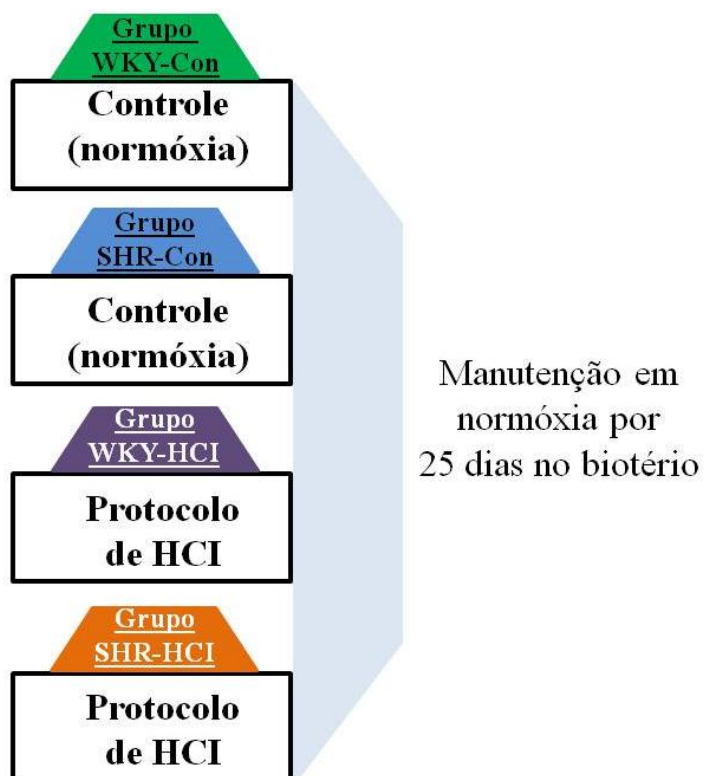 Grupo
WKY-Con
Controle
(normóxia)
Grupo
SHR-Con
Controle
(normóxia)
Grupo
WKY-HCI
Protocolo
de HCI
Grupo
SHR-HCI
Protocolo
de HCI
Manutenção em
normóxia por
25 dias no biotério